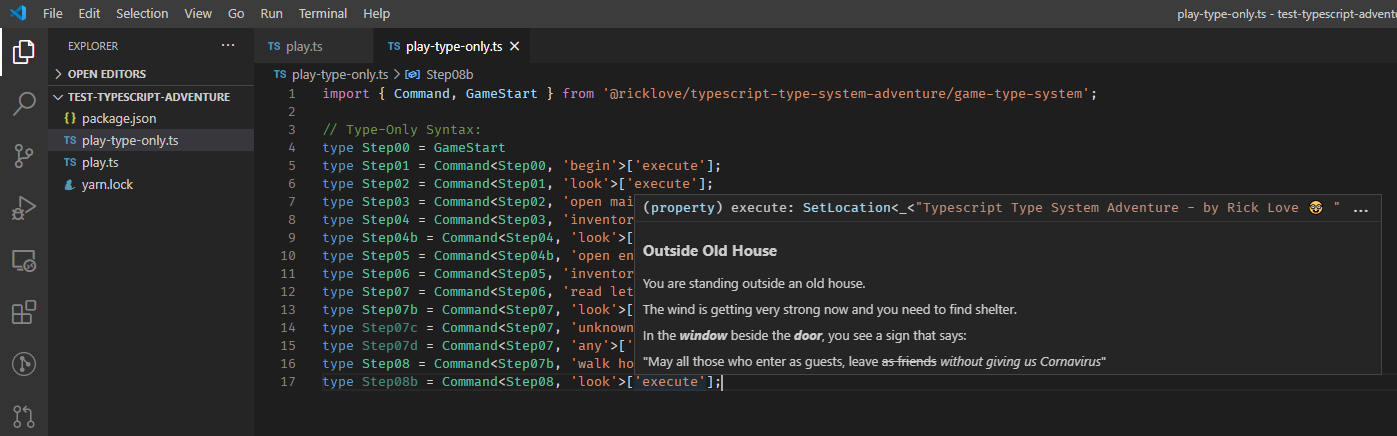 File Edit Selection View Go Run Terminal Help play-type-only.ts - test-typescript-adventu
EXPLORER ···
OPEN EDITORS
TEST-TYPESCRIPT-ADVENTURE
{} package.json
TS play-type-only.ts
TS play.ts
yarn.lock
TS play.ts TS play-type-only.ts ×
TS play-type-only.ts > Step08b
1 import { Command, GameStart } from '@ricklove/typescript-type-system-adventure/game-type-system';
2
3 // Type-Only Syntax:
4 type Step00 = GameStart
5 type Step01 = Command<Step00, 'begin'>['execute'];
6 type Step02 = Command<Step01, 'look'>['execute'];
7 type Step03 = Command<Step02, 'open mai
8 type Step04 = Command<Step03, 'inventor
9 type Step04b = Command<Step04, 'look'>[
10 type Step05 = Command<Step04b, 'open en
11 type Step06 = Command<Step05, 'inventor
12 type Step07 = Command<Step06, 'read let
13 type Step07b = Command<Step07, 'look'>[
14 type Step07c = Command<Step07, 'unknown
15 type Step07d = Command<Step07, 'any'>['
16 type Step08 = Command<Step07b, 'walk ho
17 type Step08b = Command<Step08, 'look'>['execute'];
(property) execute: SetLocation<_<"Typescript Type System Adventure - by Rick Love 🤓 " ...
Outside Old House
You are standing outside an old house.
The wind is getting very strong now and you need to find shelter.
In the window beside the door, you see a sign that says:
"May all those who enter as guests, leave as friends without giving us Cornavirus"